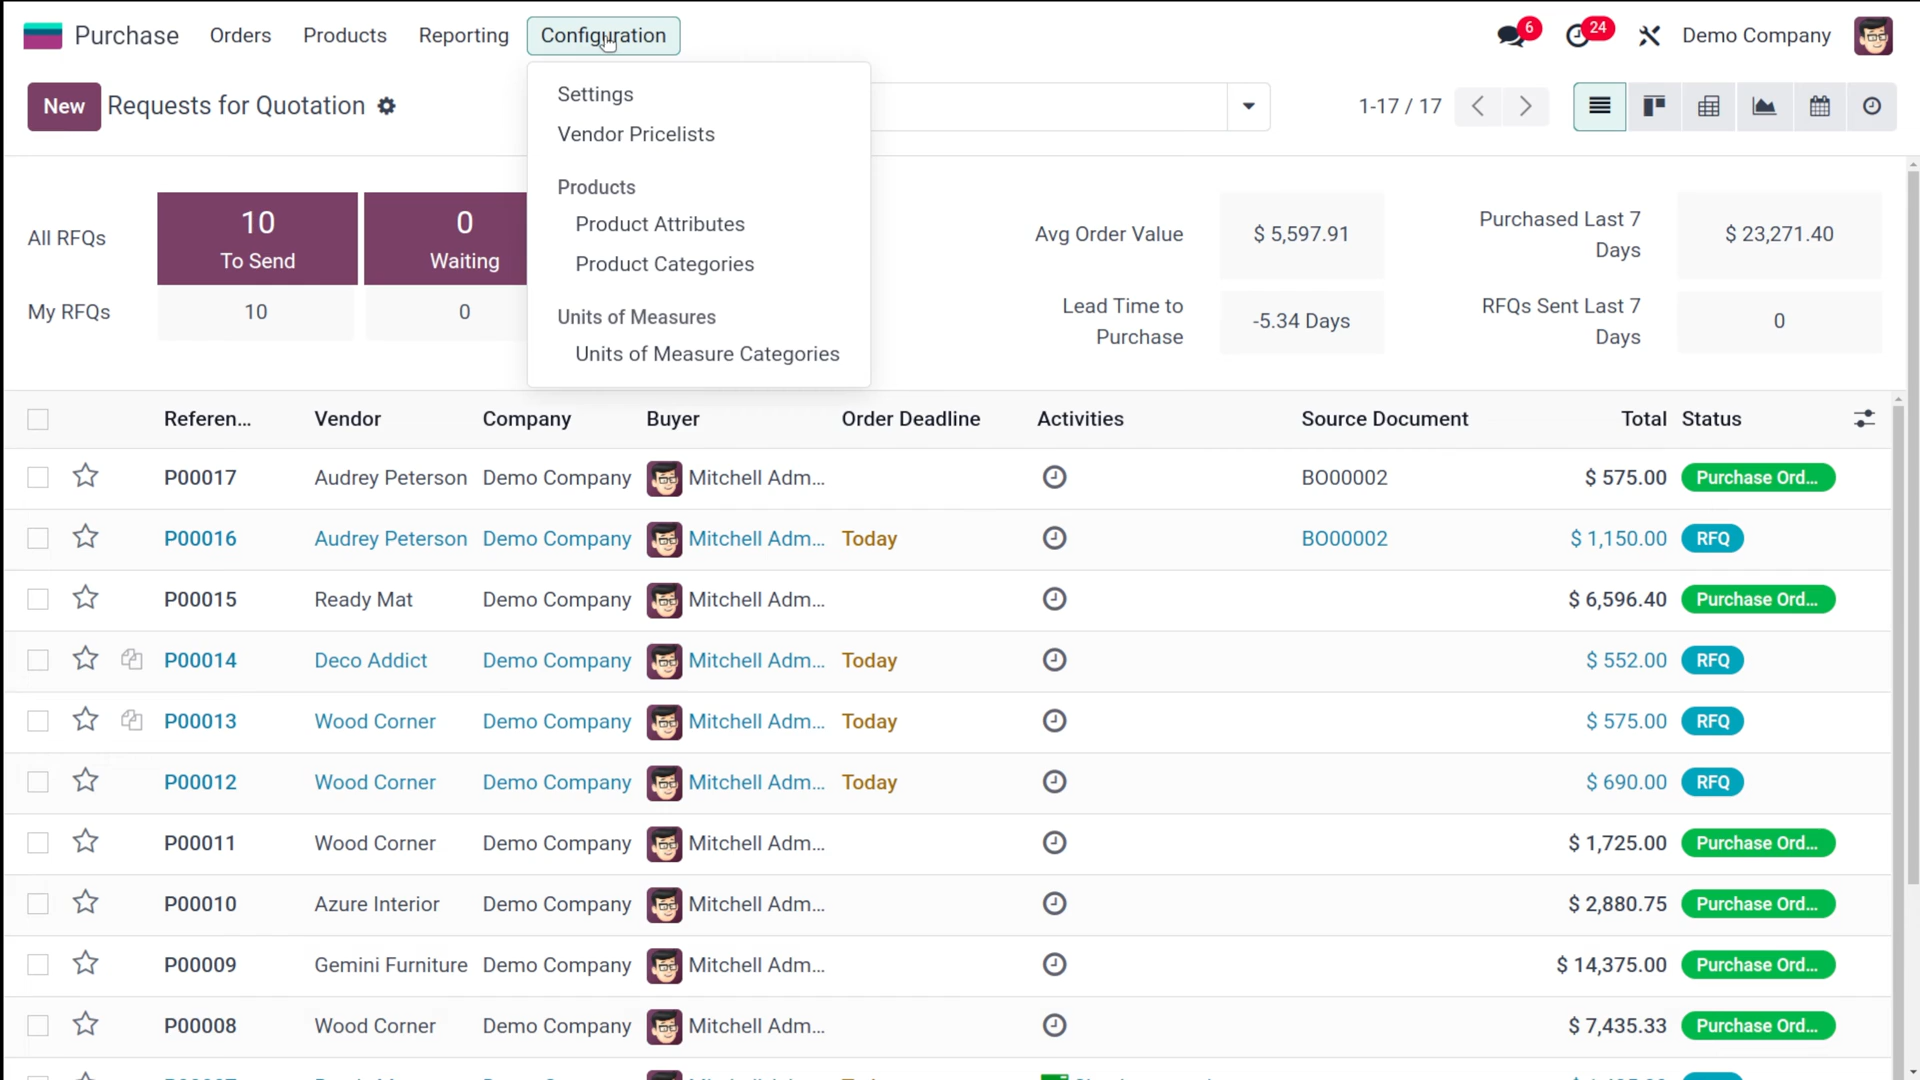 Purchase Orders Products Reporting Configuration 6 24 Demo Company
New Requests for Quotation 1-17 / 17
Settings
Vendor Pricelists
Products
Product Attributes
Product Categories
Units of Measures
Units of Measure Categories
All RFQs 10 To Send 0 Waiting
My RFQs 10 0
Avg Order Value $ 5,597.91 Purchased Last 7 Days $ 23,271.40
Lead Time to Purchase -5.34 Days RFQs Sent Last 7 Days 0
Referen... Vendor Company Buyer Order Deadline Activities Source Document Total Status
P00017 Audrey Peterson Demo Company Mitchell Adm... BO00002 $ 575.00 Purchase Ord...
P00016 Audrey Peterson Demo Company Mitchell Adm... Today BO00002 $ 1,150.00 RFQ
P00015 Ready Mat Demo Company Mitchell Adm... $ 6,596.40 Purchase Ord...
P00014 Deco Addict Demo Company Mitchell Adm... Today $ 552.00 RFQ
P00013 Wood Corner Demo Company Mitchell Adm... Today $ 575.00 RFQ
P00012 Wood Corner Demo Company Mitchell Adm... Today $ 690.00 RFQ
P00011 Wood Corner Demo Company Mitchell Adm... $ 1,725.00 Purchase Ord...
P00010 Azure Interior Demo Company Mitchell Adm... $ 2,880.75 Purchase Ord...
P00009 Gemini Furniture Demo Company Mitchell Adm... $ 14,375.00 Purchase Ord...
P00008 Wood Corner Demo Company Mitchell Adm... $ 7,435.33 Purchase Ord...